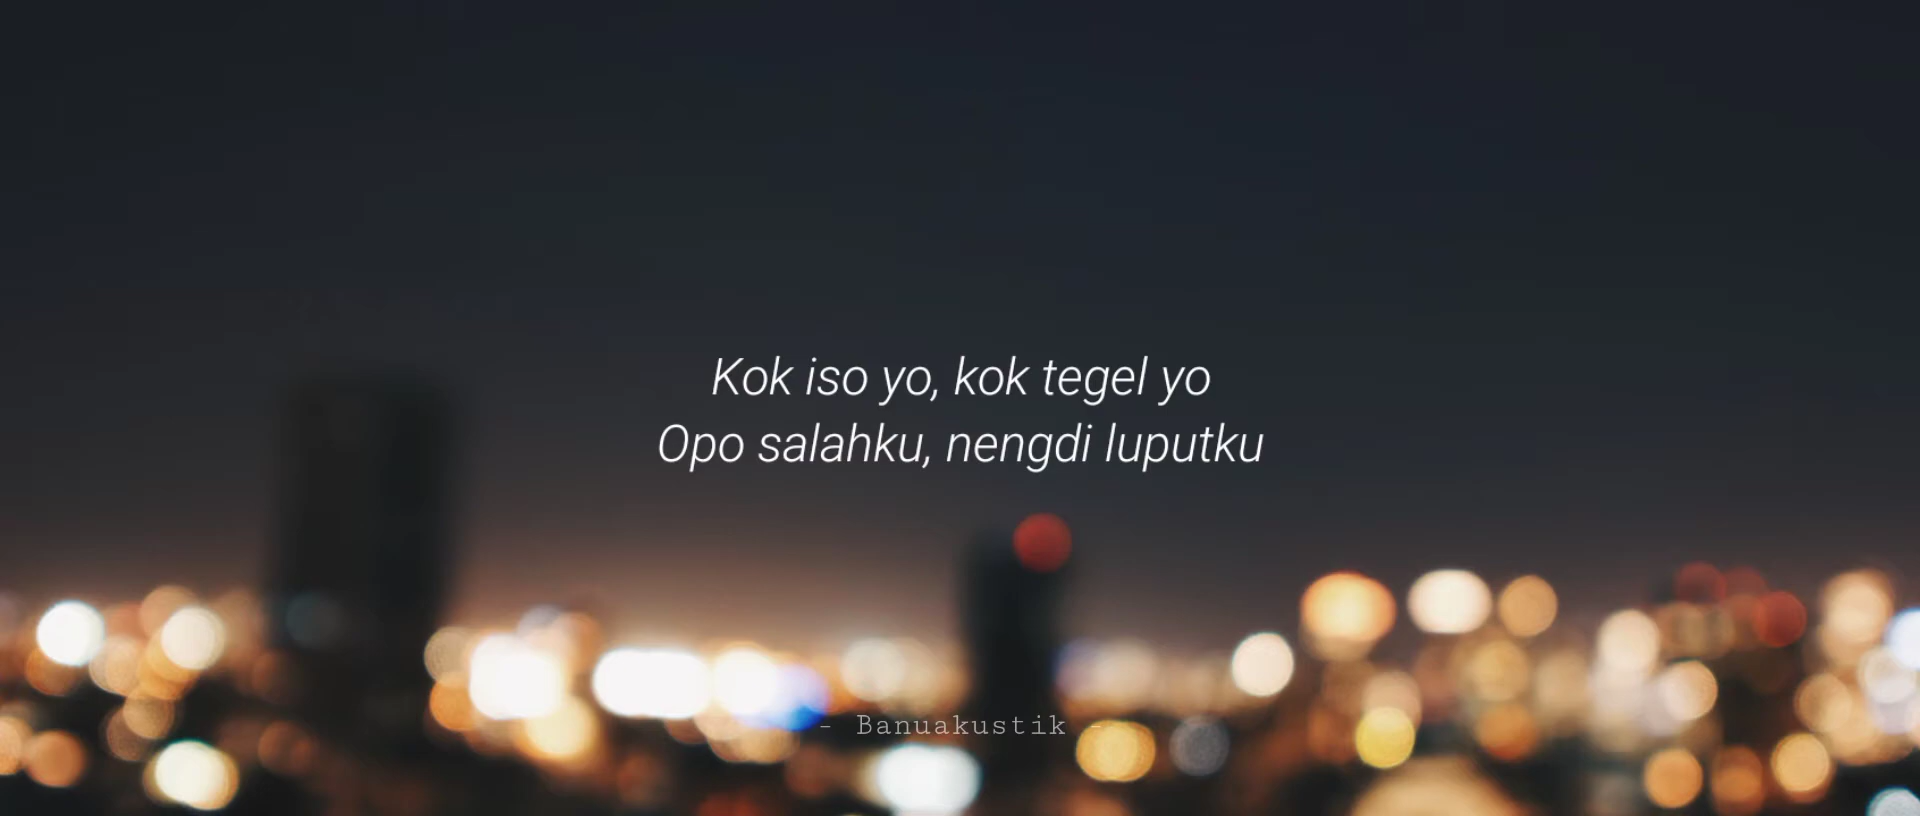 Kok iso yo, kok tegel yo
Opo salahku, nengdi luputku
- Banuakustik -